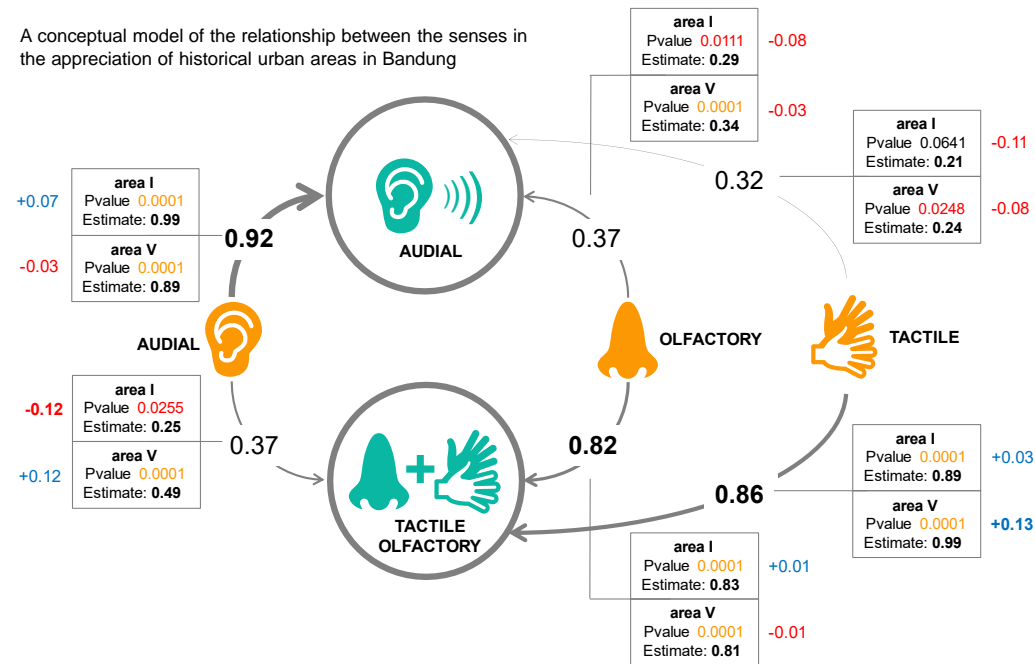 A conceptual model of the relationship between the senses in
the appreciation of historical urban areas in Bandung
area I
Pvalue 0.0111
Estimate: 0.29
-0.08
area V
Pvalue 0.0001
Estimate: 0.34
-0.03
area I
Pvalue 0.0641
Estimate: 0.21
-0.11
area V
Pvalue 0.0248
Estimate: 0.24
-0.08
0.32
+0.07
area I
Pvalue 0.0001
Estimate: 0.99
-0.03
area V
Pvalue 0.0001
Estimate: 0.89
0.92
AUDIAL
0.37
AUDIAL
OLFACTORY
TACTILE
-0.12
area I
Pvalue 0.0255
Estimate: 0.25
+0.12
area V
Pvalue 0.0001
Estimate: 0.49
0.37
+
TACTILE
OLFACTORY
0.82
0.86
area I
Pvalue 0.0001
Estimate: 0.89
+0.03
area V
Pvalue 0.0001
Estimate: 0.99
+0.13
area I
Pvalue 0.0001
Estimate: 0.83
+0.01
area V
Pvalue 0.0001
Estimate: 0.81
-0.01